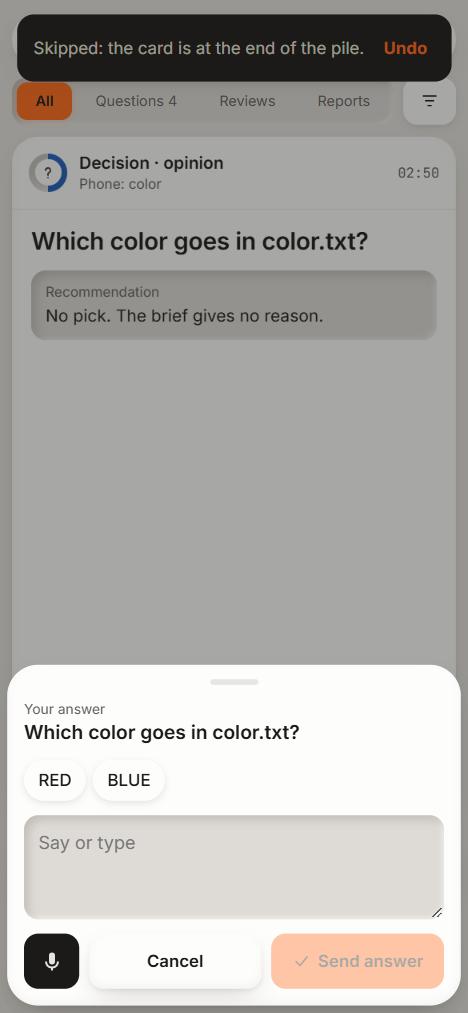 Skipped: the card is at the end of the pile. Undo
All Questions 4 Reviews Reports
?
Decision · opinion
Phone: color
02:50
Which color goes in color.txt?
Recommendation
No pick. The brief gives no reason.
Your answer
Which color goes in color.txt?
RED BLUE
Say or type
Cancel Send answer